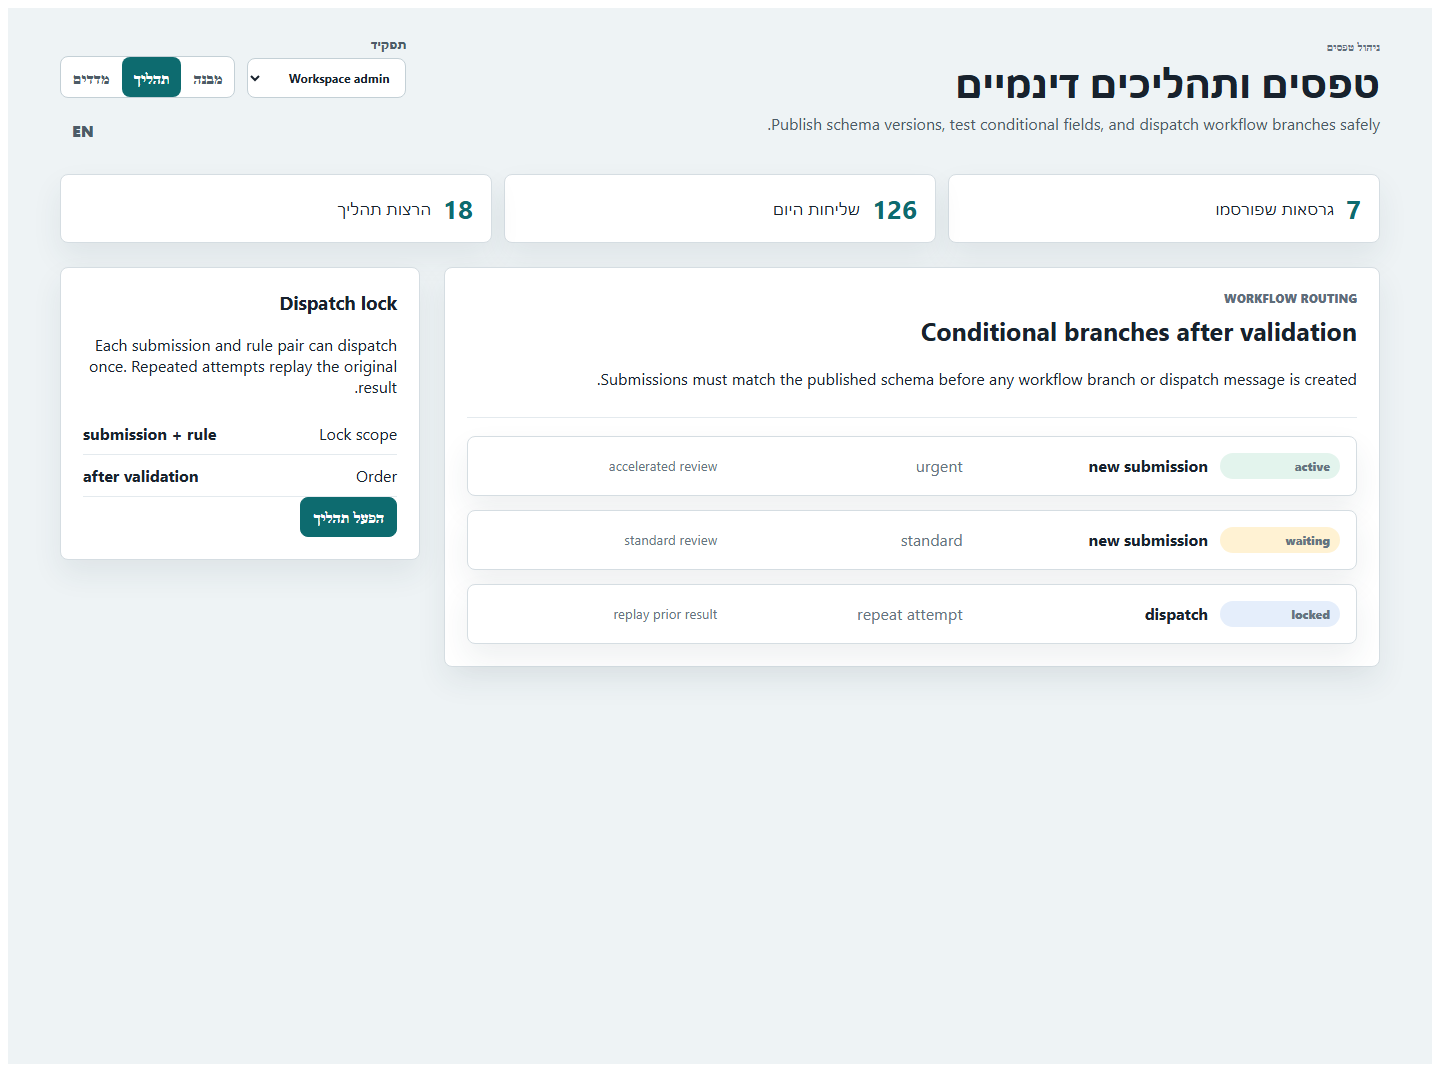 ניהול טפסים
טפסים ותהליכים דינמיים
.Publish schema versions, test conditional fields, and dispatch workflow branches safely
תפקיד
Workspace admin
מבנה תהליך מדדים
EN
7 גרסאות שפורסמו
126 שליחות היום
18 הרצות תהליך
WORKFLOW ROUTING
Conditional branches after validation
.Submissions must match the published schema before any workflow branch or dispatch message is created
active new submission urgent accelerated review
waiting new submission standard standard review
locked dispatch repeat attempt replay prior result
Dispatch lock
Each submission and rule pair can dispatch
once. Repeated attempts replay the original
.result
Lock scope submission + rule
Order after validation
הפעל תהליך